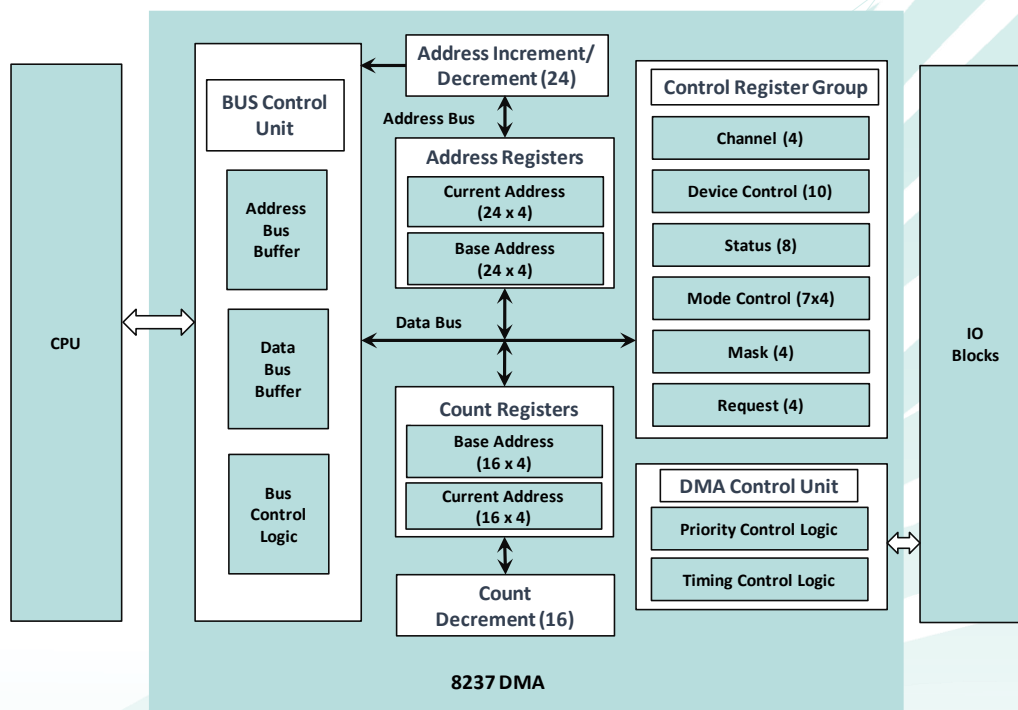 CPU
BUS Control
Unit
Address
Bus
Buffer
Data
Bus
Buffer
Bus
Control
Logic
Address Increment/
Decrement (24)
Address Bus
Address Registers
Current Address
(24 x 4)
Base Address
(24 x 4)
Data Bus
Count Registers
Base Address
(16 x 4)
Current Address
(16 x 4)
Count
Decrement (16)
Control Register Group
Channel (4)
Device Control (10)
Status (8)
Mode Control (7x4)
Mask (4)
Request (4)
DMA Control Unit
Priority Control Logic
Timing Control Logic
IO
Blocks
8237 DMA